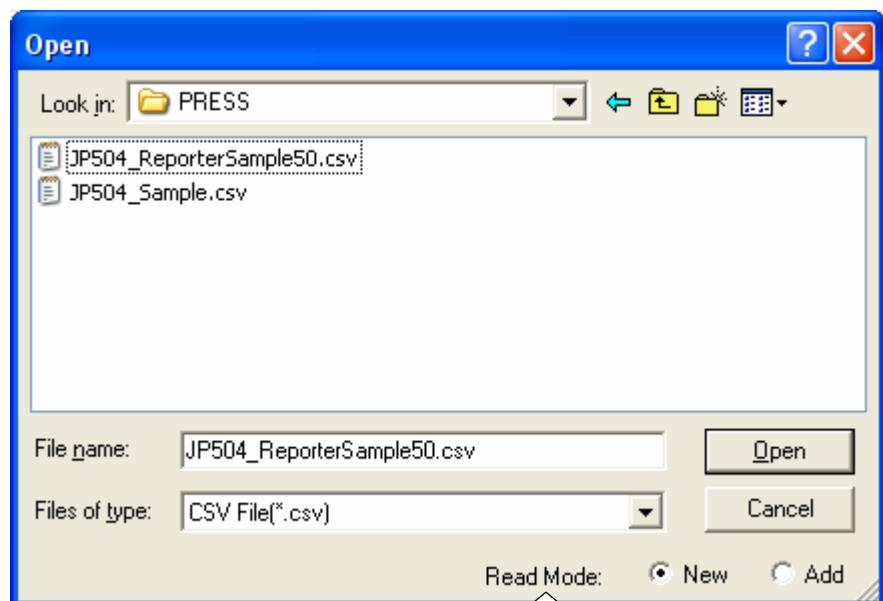 Open
Look in: PRESS
JP504_ReporterSample50.csv
JP504_Sample.csv
File name: JP504_ReporterSample50.csv Open
Files of type: CSV File(*.csv) Cancel
Read Mode: New Add